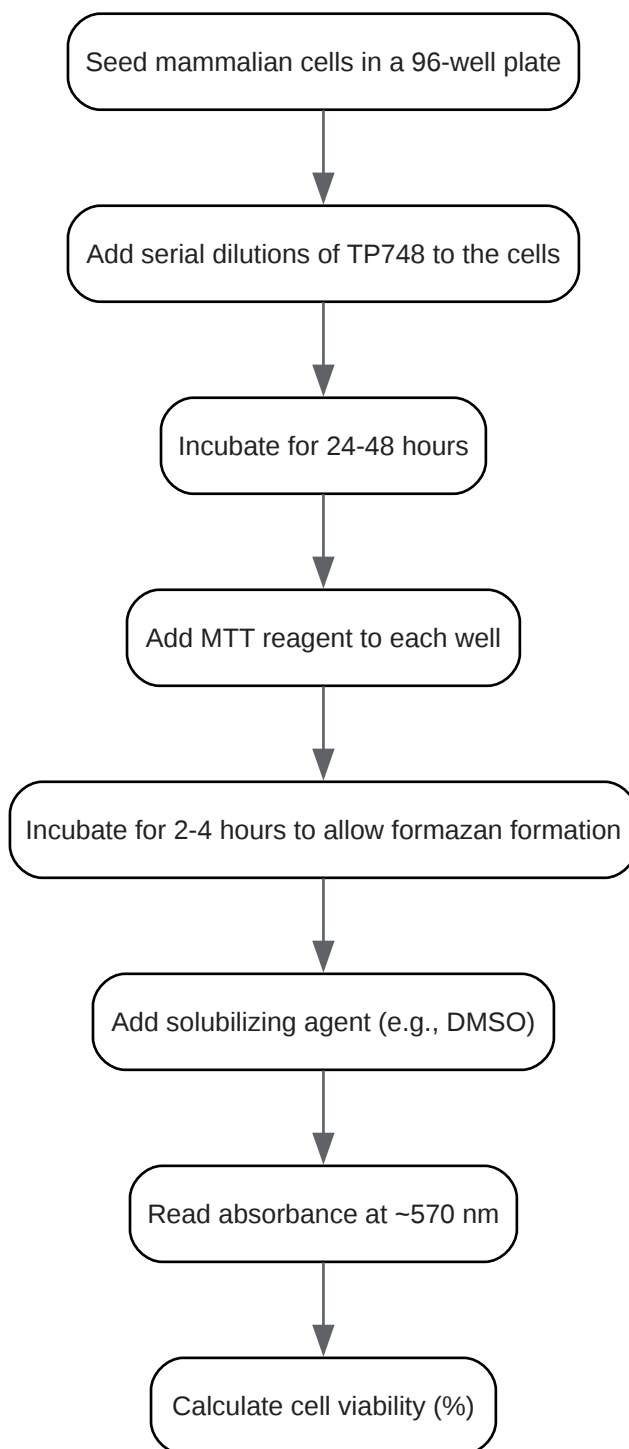 Seed mammalian cells in a 96-well plate
Add serial dilutions of TP748 to the cells
Incubate for 24-48 hours
Add MTT reagent to each well
Incubate for 2-4 hours to allow formazan formation
Add solubilizing agent (e.g., DMSO)
Read absorbance at ~570 nm
Calculate cell viability (%)